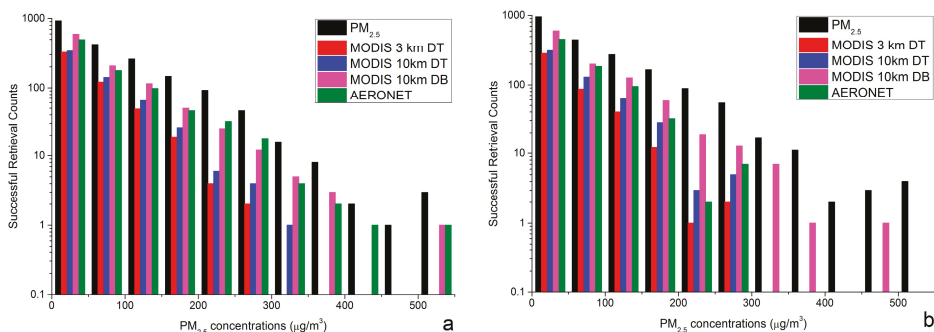 1000
100
10
1
0.1
Successful Retrieval Counts
0 100 200 300 400 500
PM2.5 concentrations (μg/m3)
PM2.5
MODIS 3 km DT
MODIS 10km DT
MODIS 10km DB
AERONET
a
1000
100
10
1
0.1
Successful Retrieval Counts
0 100 200 300 400 500
PM2.5 concentrations (μg/m3)
PM2.5
MODIS 3 km DT
MODIS 10km DT
MODIS 10km DB
AERONET
b